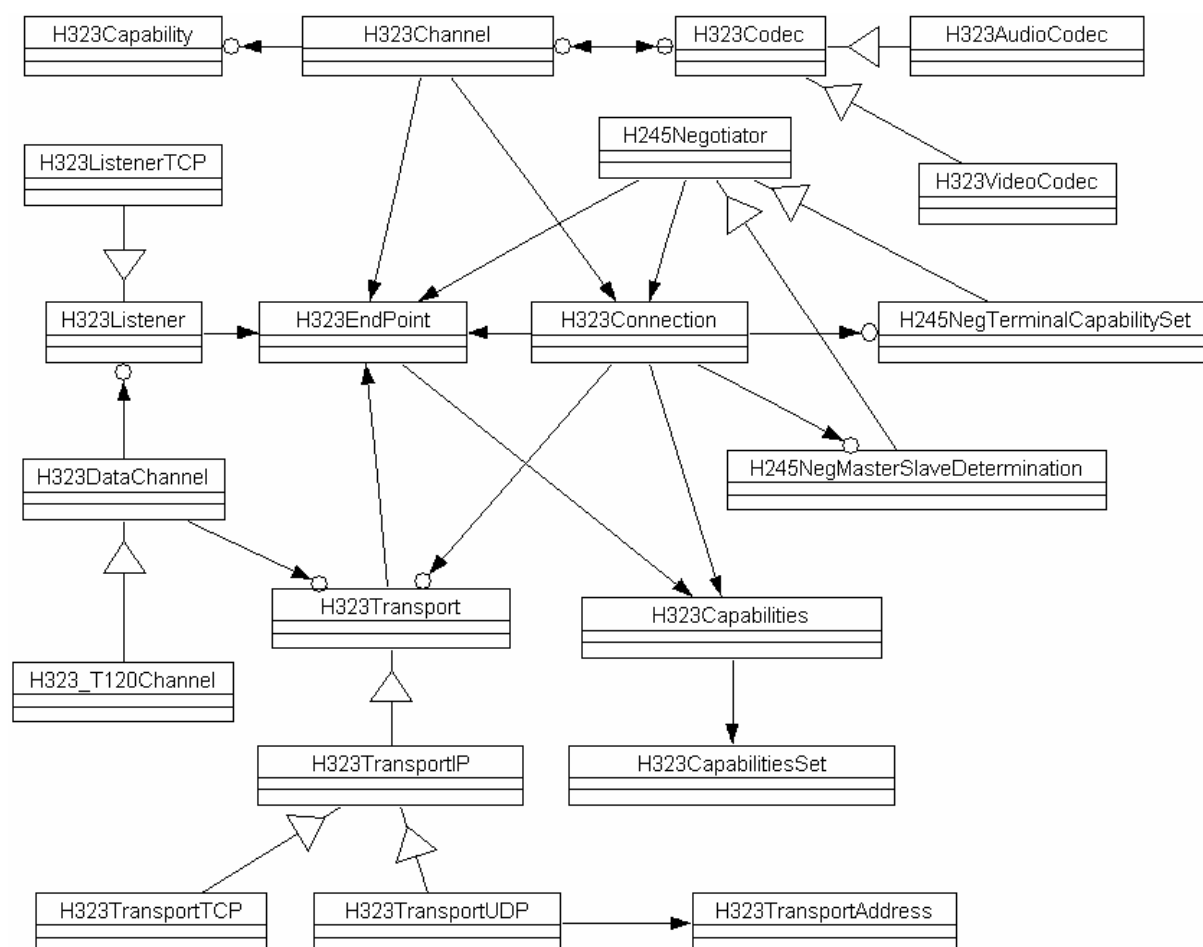 H323Capability
H323Channel
H323Codec
H323AudioCodec
H245Negotiator
H323ListenerTCP
H323VideoCodec
H323Listener
H323EndPoint
H323Connection
H245NegTerminalCapabilitySet
H323DataChannel
H245NegMasterSlaveDetermination
H323Transport
H323Capabilities
H323_T120Channel
H323TransportIP
H323CapabilitiesSet
H323TransportTCP
H323TransportUDP
H323TransportAddress